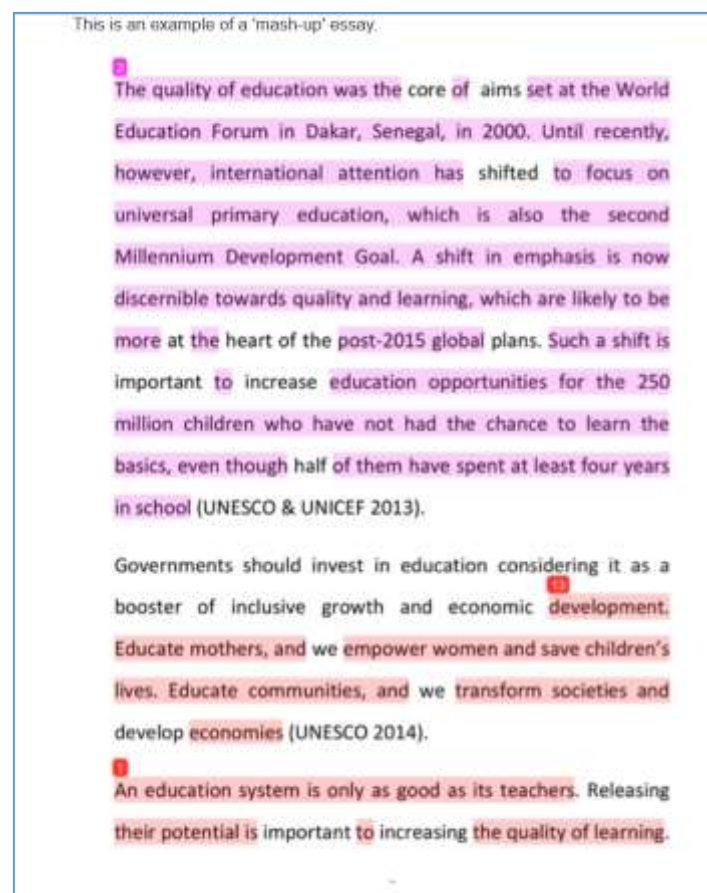 This is an example of a 'mash-up' essay.
2
The quality of education was the core of aims set at the World
Education Forum in Dakar, Senegal, in 2000. Until recently,
however, international attention has shifted to focus on
universal primary education, which is also the second
Millennium Development Goal. A shift in emphasis is now
discernible towards quality and learning, which are likely to be
more at the heart of the post-2015 global plans. Such a shift is
important to increase education opportunities for the 250
million children who have not had the chance to learn the
basics, even though half of them have spent at least four years
in school (UNESCO & UNICEF 2013).
Governments should invest in education considering it as a
13
booster of inclusive growth and economic development.
Educate mothers, and we empower women and save children's
lives. Educate communities, and we transform societies and
develop economies (UNESCO 2014).
1
An education system is only as good as its teachers. Releasing
their potential is important to increasing the quality of learning.